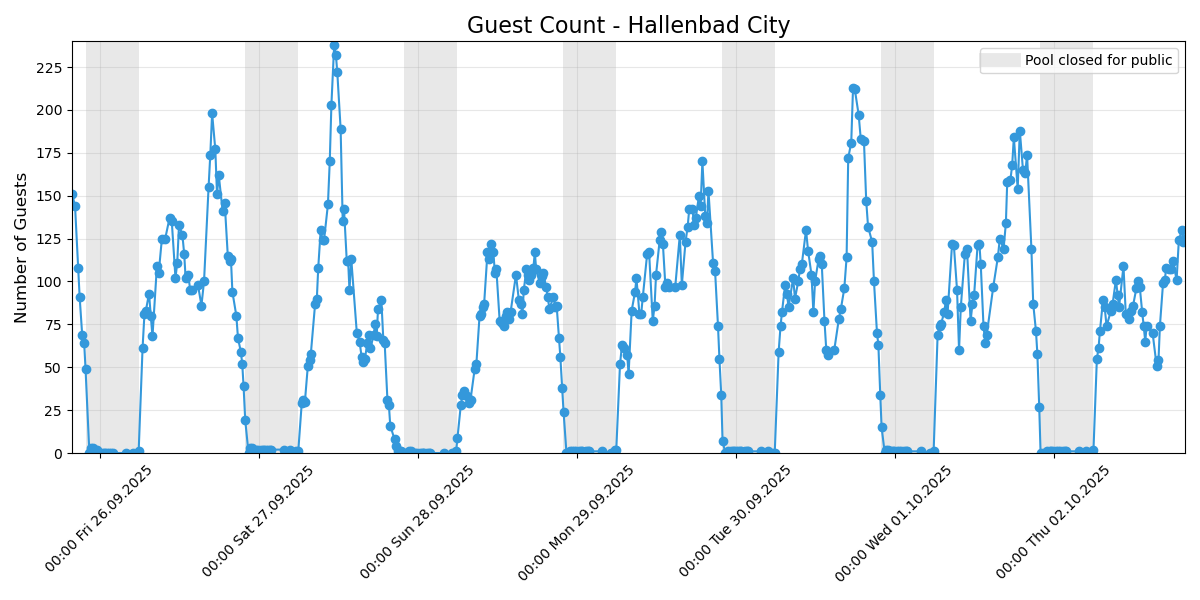 Guest Count - Hallenbad City
Pool closed for public
Number of Guests
225
200
175
150
125
100
75
50
25
0
00:00 Fri 26.09.2025
00:00 Sat 27.09.2025
00:00 Sun 28.09.2025
00:00 Mon 29.09.2025
00:00 Tue 30.09.2025
00:00 Wed 01.10.2025
00:00 Thu 02.10.2025